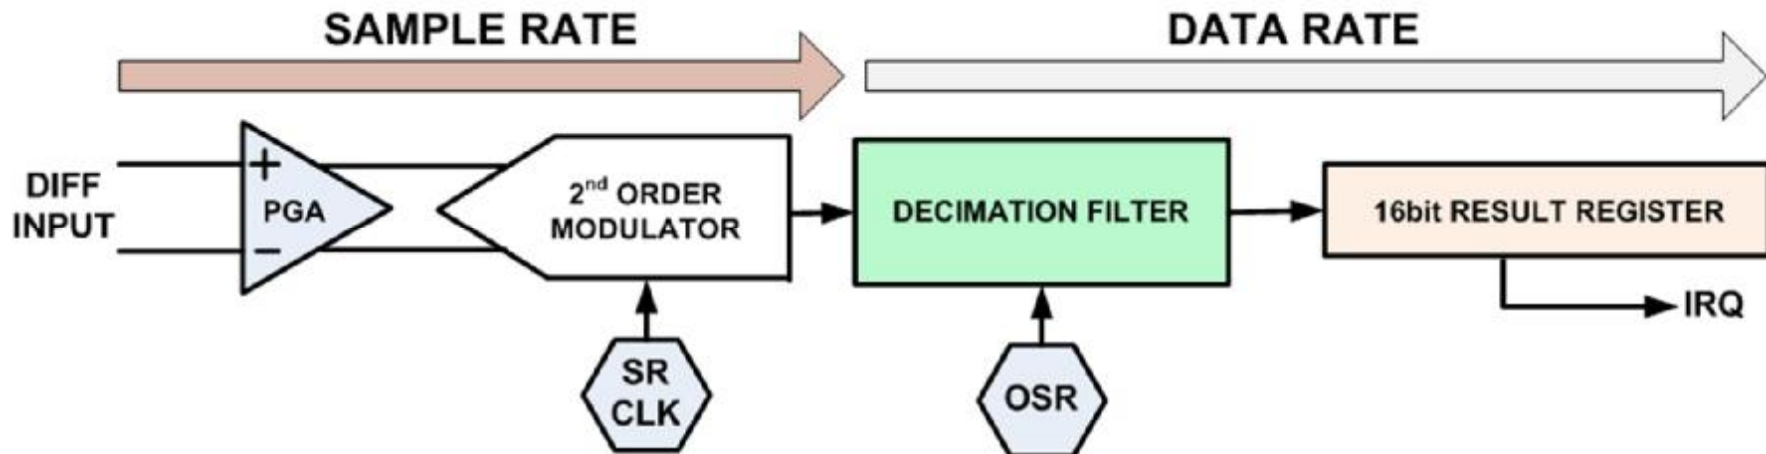 SAMPLE RATE
DATA RATE
DIFF
INPUT
+
PGA
−
2nd ORDER
MODULATOR
DECIMATION FILTER
16bit RESULT REGISTER
IRQ
SR
CLK
OSR